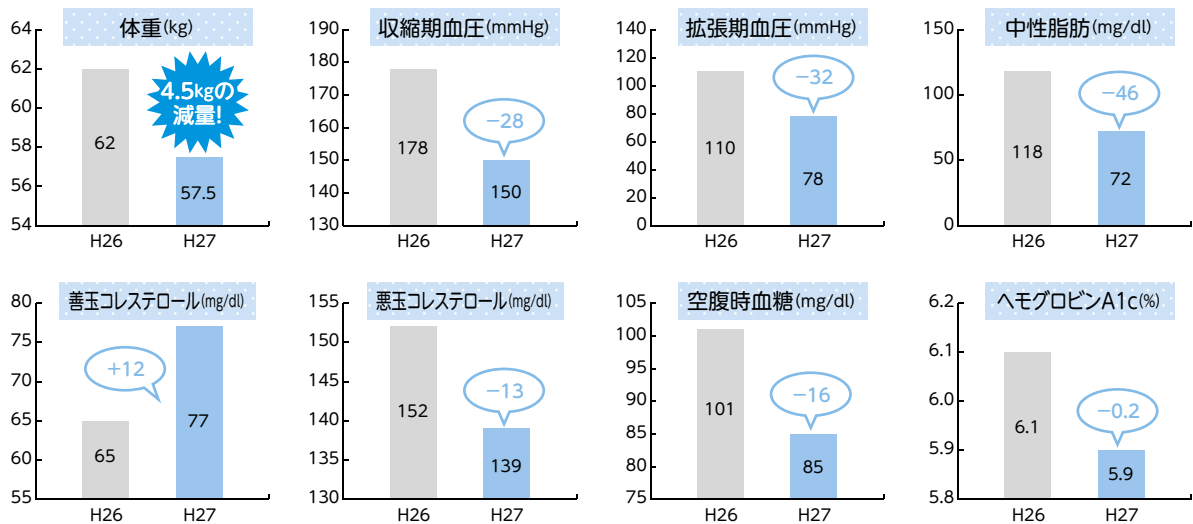 体重(kg)
64
62
60
58
56
54
4.5kgの
減量!
62
57.5
H26
H27
収縮期血圧(mmHg)
190
180
170
160
150
140
130
−28
178
150
H26
H27
拡張期血圧(mmHg)
140
120
100
80
60
40
20
0
−32
110
78
H26
H27
中性脂肪(mg/dl)
150
100
50
0
−46
118
72
H26
H27
善玉コレステロール(mg/dl)
80
75
70
65
60
55
+12
65
77
H26
H27
悪玉コレステロール(mg/dl)
155
150
145
140
135
130
−13
152
139
H26
H27
空腹時血糖(mg/dl)
105
100
95
90
85
80
75
−16
101
85
H26
H27
ヘモグロビンA1c(%)
6.2
6.1
6.0
5.9
5.8
−0.2
6.1
5.9
H26
H27